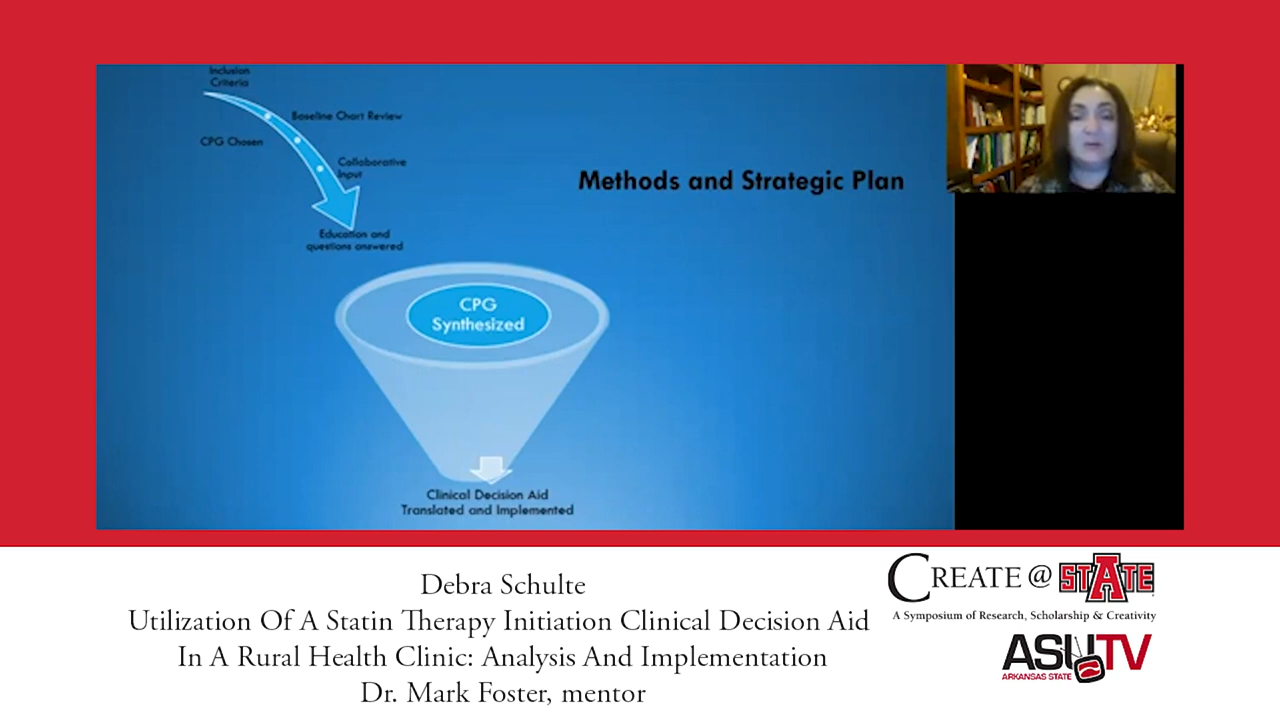 Inclusion
Criteria
Baseline Chart Review
CPG Chosen
Collaborative
Input
Education and
questions answered
Methods and Strategic Plan
CPG
Synthesized
Clinical Decision Aid
Translated and Implemented
Debra Schulte
Utilization Of A Statin Therapy Initiation Clinical Decision Aid
In A Rural Health Clinic: Analysis And Implementation
Dr. Mark Foster, mentor
CREATE @ STATE
A Symposium of Research, Scholarship & Creativity
ASUTV
ARKANSAS STATE